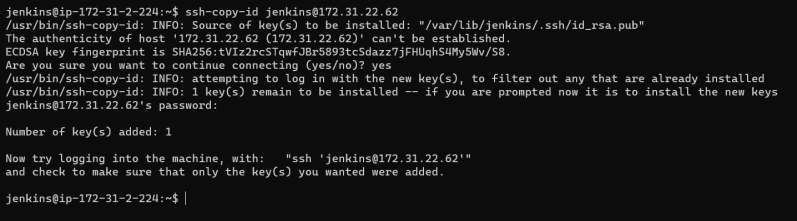 jenkins@ip-172-31-2-224:~$ ssh-copy-id jenkins@172.31.22.62
/usr/bin/ssh-copy-id: INFO: Source of key(s) to be installed: "/var/lib/jenkins/.ssh/id_rsa.pub"
The authenticity of host '172.31.22.62 (172.31.22.62)' can't be established.
ECDSA key fingerprint is SHA256:tVIz2rcSTqwfJBr5893tcSdazz7jFHUqhS4My5Wv/S8.
Are you sure you want to continue connecting (yes/no)? yes
/usr/bin/ssh-copy-id: INFO: attempting to log in with the new key(s), to filter out any that are already installed
/usr/bin/ssh-copy-id: INFO: 1 key(s) remain to be installed -- if you are prompted now it is to install the new keys
jenkins@172.31.22.62's password:
Number of key(s) added: 1
Now try logging into the machine, with:   "ssh 'jenkins@172.31.22.62'"
and check to make sure that only the key(s) you wanted were added.
jenkins@ip-172-31-2-224:~$